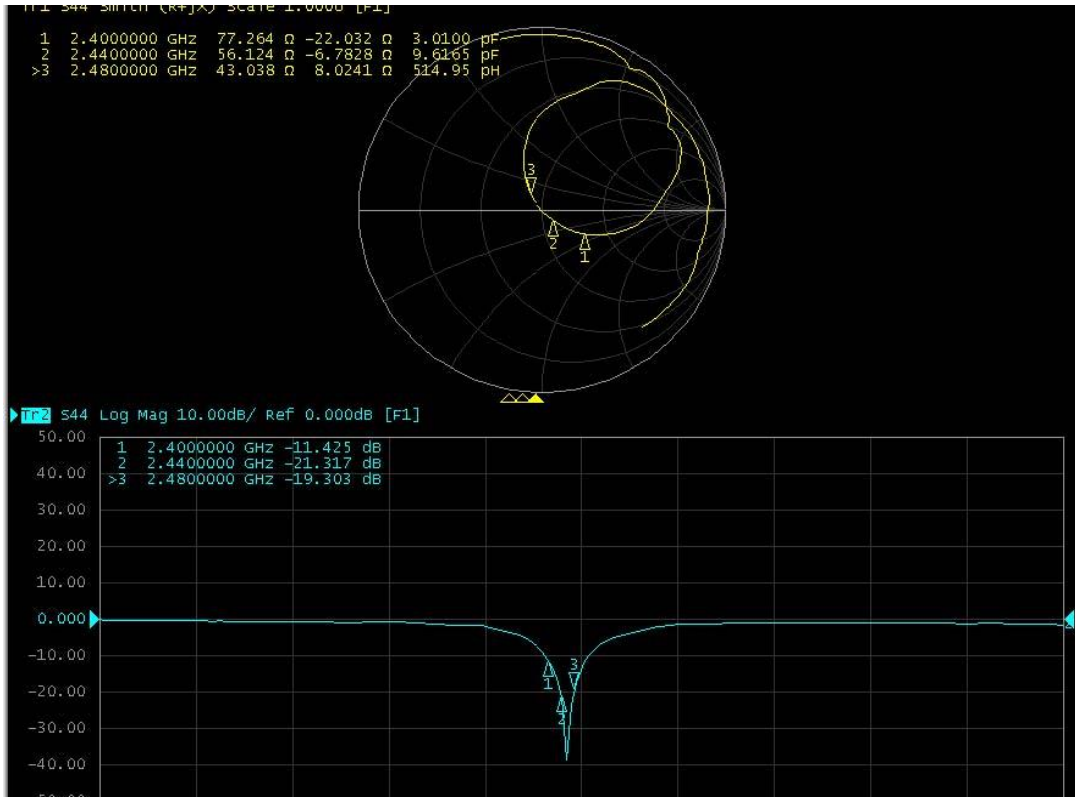 Tr1 S44 Smith (R+jX) Scale 1.000U [F1]
1 2.4000000 GHz 77.264 Ω -22.032 Ω 3.0100 pF
2 2.4400000 GHz 56.124 Ω -6.7828 Ω 9.6165 pF
>3 2.4800000 GHz 43.038 Ω 8.0241 Ω 514.95 pH
3
2
1
Tr2 S44 Log Mag 10.00dB/ Ref 0.000dB [F1]
50.00
1 2.4000000 GHz -11.425 dB
2 2.4400000 GHz -21.317 dB
>3 2.4800000 GHz -19.303 dB
40.00
30.00
20.00
10.00
0.000
-10.00
3
1
-20.00
2
-30.00
-40.00